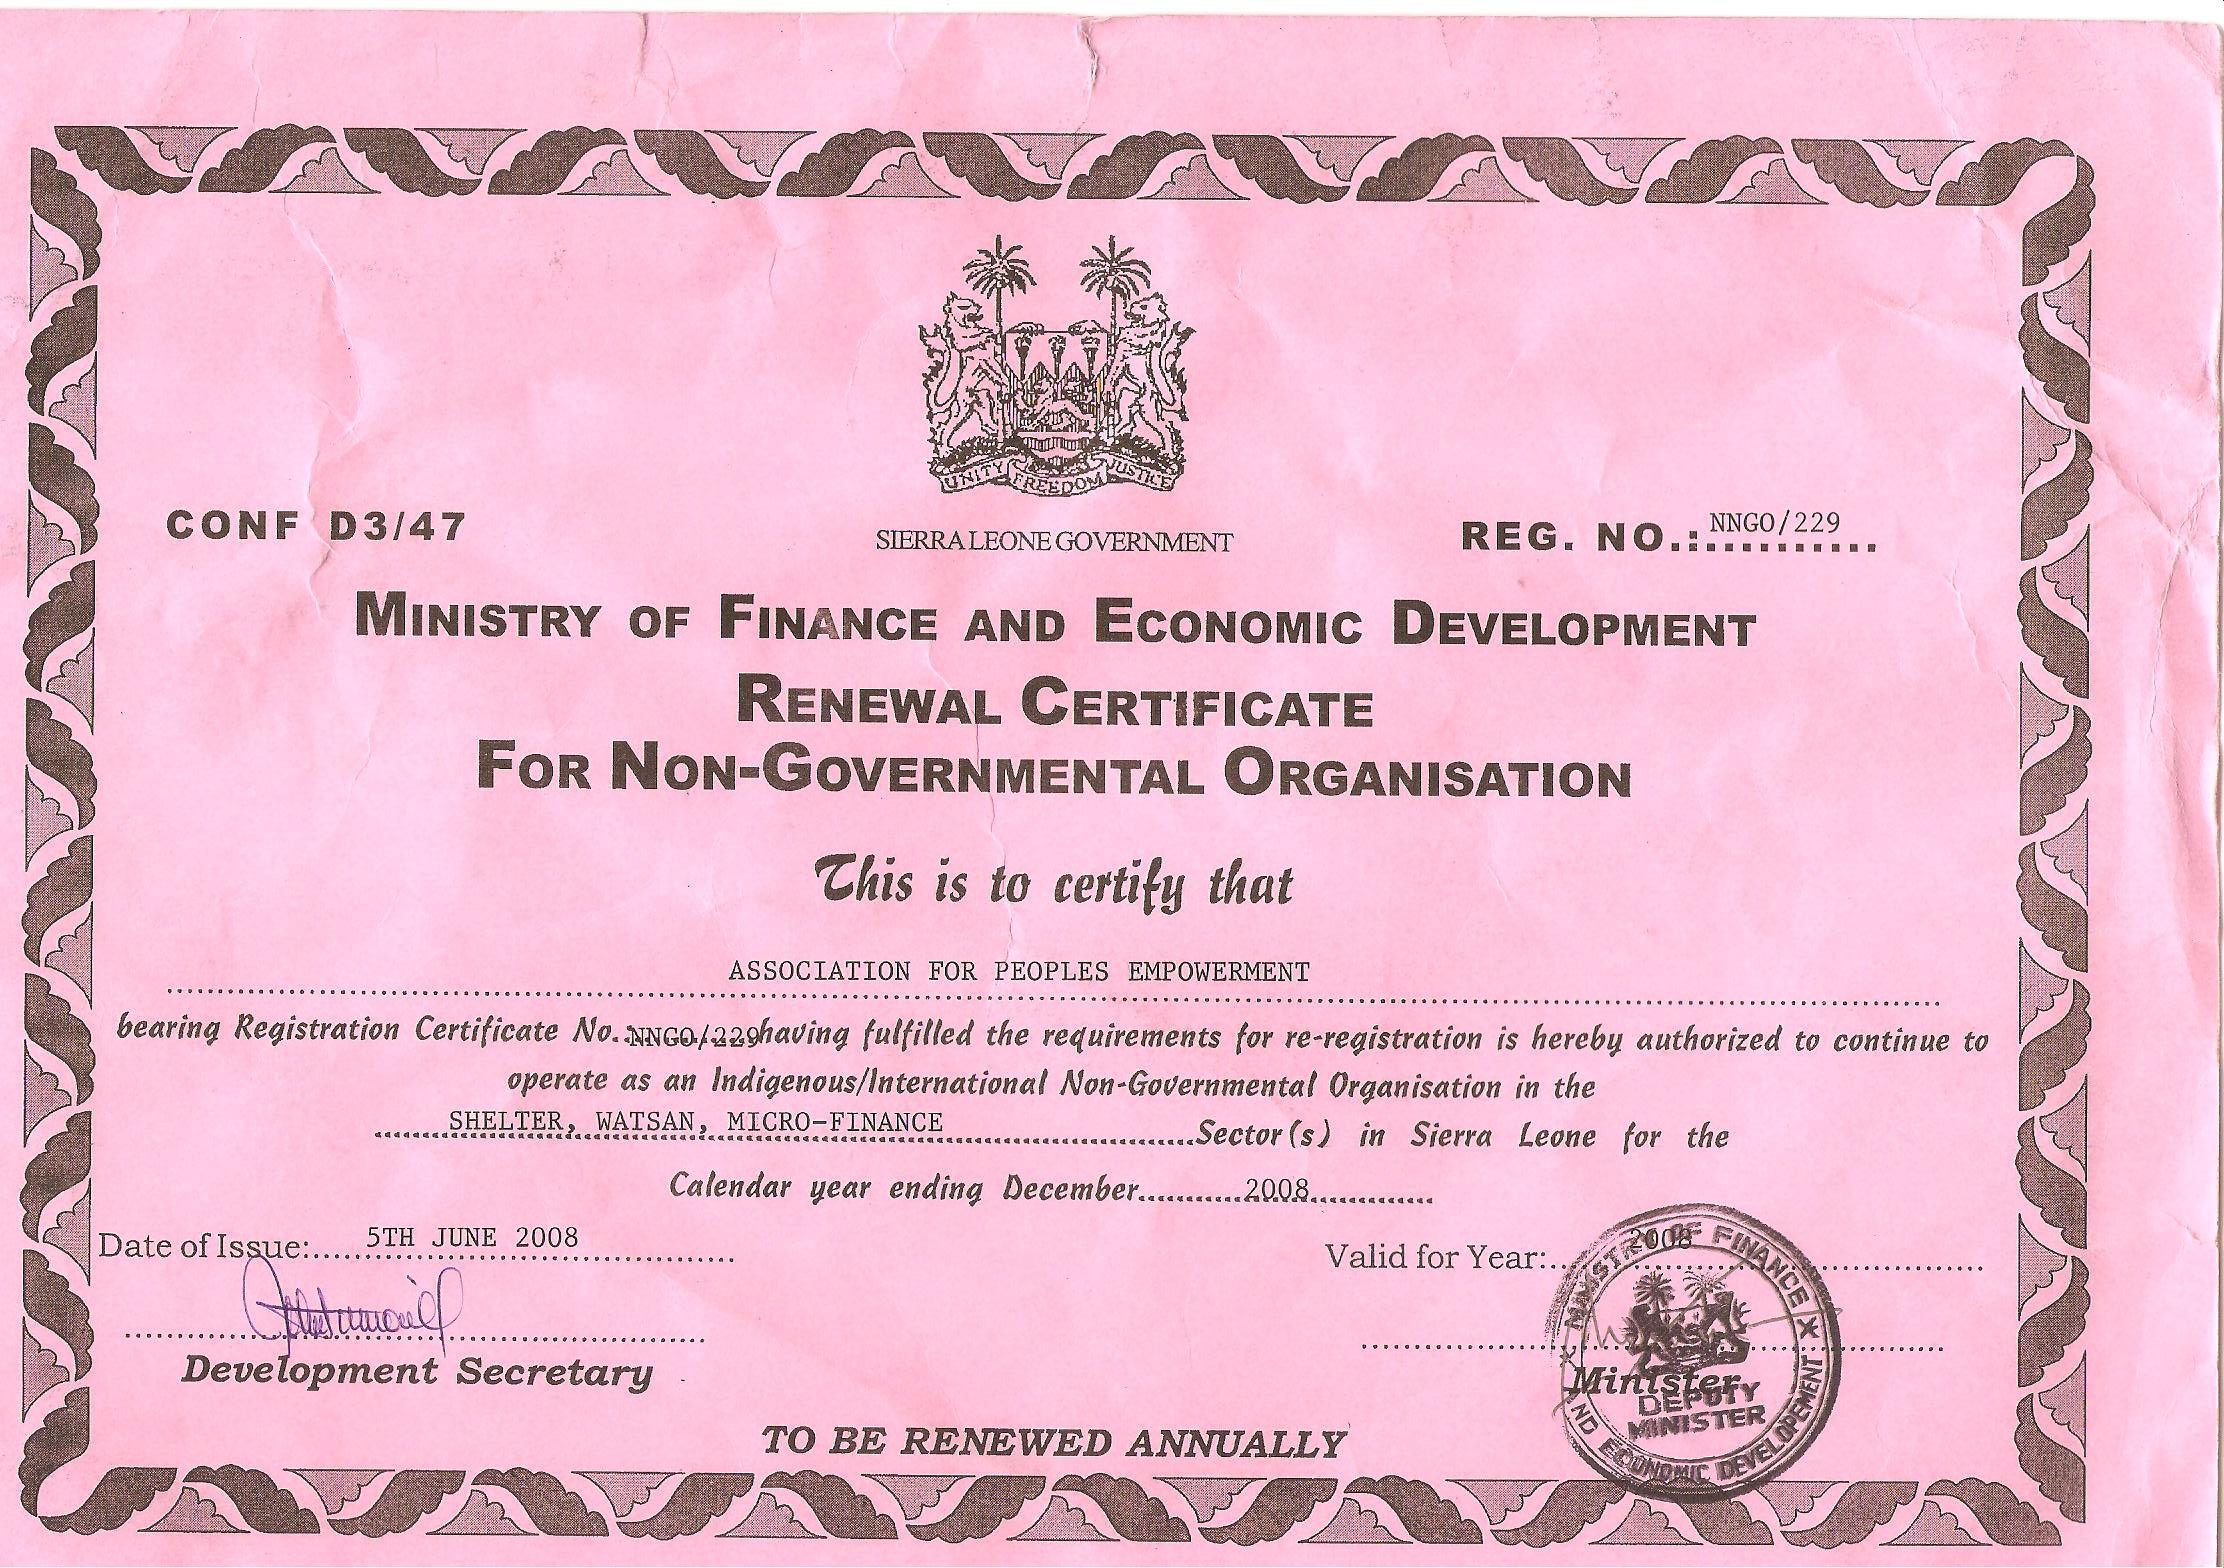 UNITY FREEDOM JUSTICE
CONF D3/47
SIERRA LEONE GOVERNMENT
REG. NO.:NNGO/229
MINISTRY OF FINANCE AND ECONOMIC DEVELOPMENT
RENEWAL CERTIFICATE
FOR NON-GOVERNMENTAL ORGANISATION
This is to certify that
ASSOCIATION FOR PEOPLES EMPOWERMENT
bearing Registration Certificate No. NNGO/229 having fulfilled the requirements for re-registration is hereby authorized to continue to
operate as an Indigenous/International Non-Governmental Organisation in the
SHELTER, WATSAN, MICRO-FINANCE Sector(s) in Sierra Leone for the
Calendar year ending December 2008
Date of Issue: 5TH JUNE 2008
Valid for Year: 2008
Development Secretary
Minister
MINISTRY OF FINANCE
DEPUTY
MINISTER
ND ECONOMIC DEVELOPEMENT
TO BE RENEWED ANNUALLY